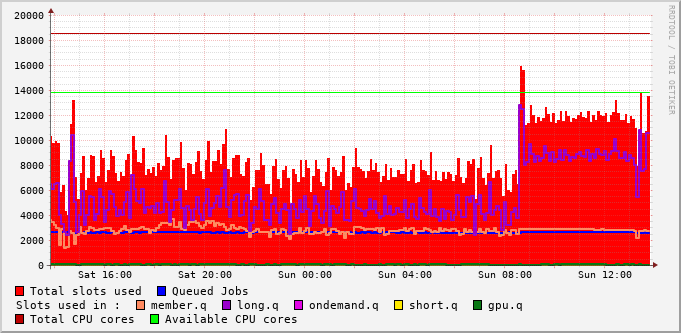 20000
18000
16000
14000
12000
10000
8000
6000
4000
2000
0
Sat 16:00 Sat 20:00 Sun 00:00 Sun 04:00 Sun 08:00 Sun 12:00
Total slots used Queued Jobs
Slots used in : member.q long.q ondemand.q short.q gpu.q
Total CPU cores Available CPU cores
RRDTOOL / TOBI OETIKER